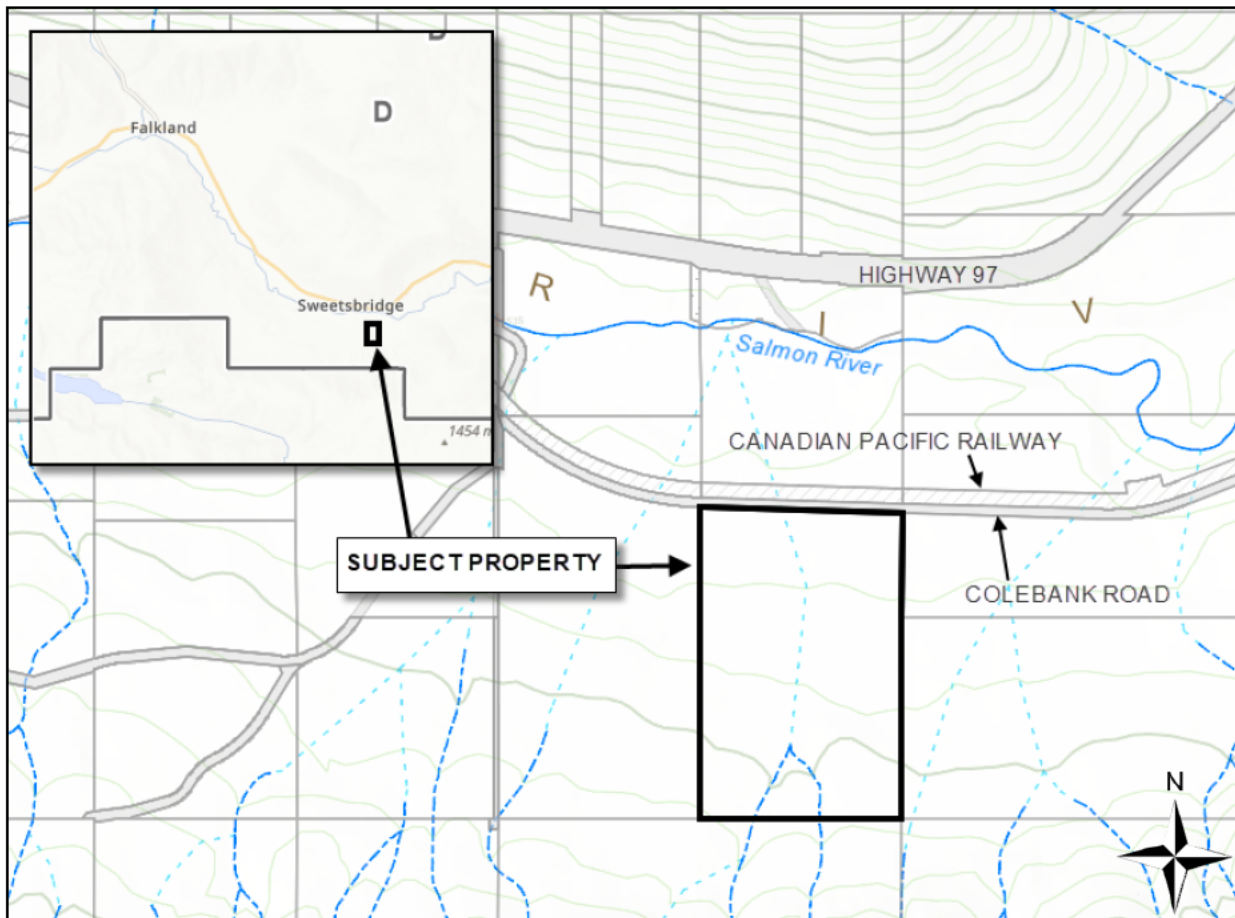 D
D
Falkland
Sweetsbridge
1454 m
HIGHWAY 97
R
I
V
Salmon River
CANADIAN PACIFIC RAILWAY
SUBJECT PROPERTY
COLEBANK ROAD
N